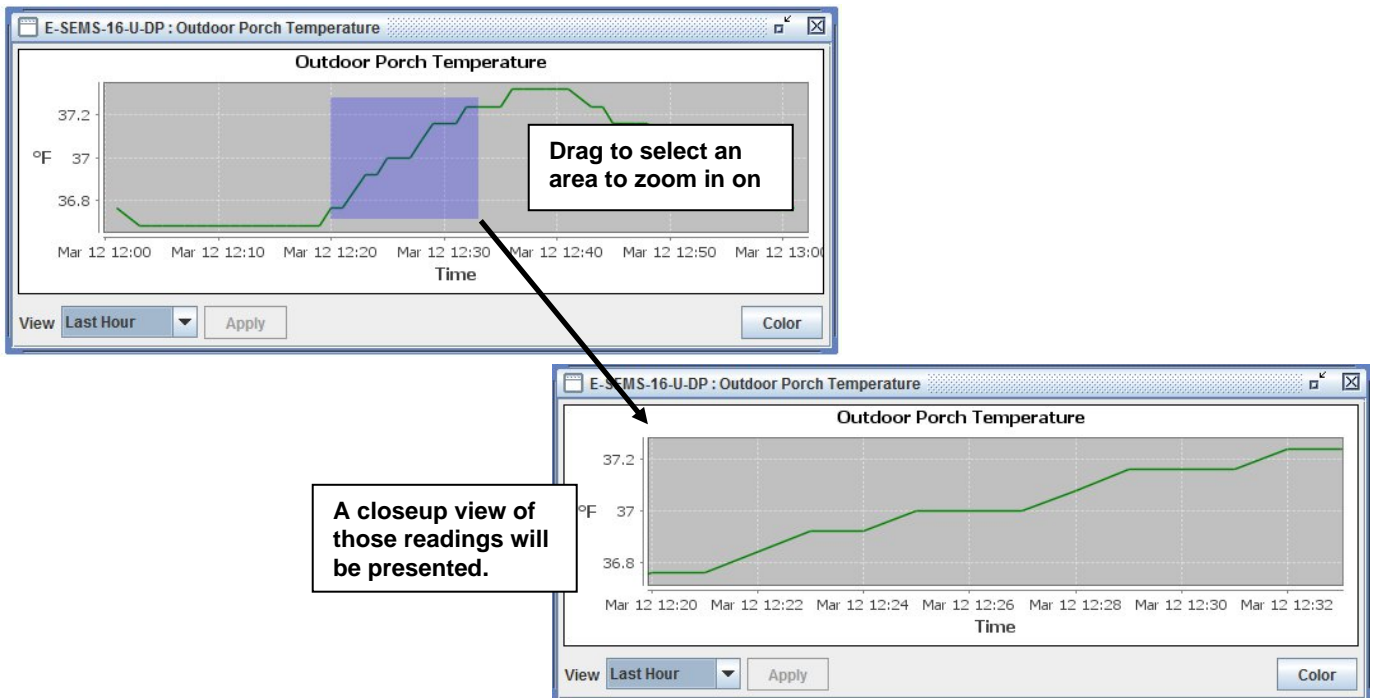 E-SEMS-16-U-DP : Outdoor Porch Temperature
Outdoor Porch Temperature
37.2
°F 37
36.8
Mar 12 12:00 Mar 12 12:10 Mar 12 12:20 Mar 12 12:30 Mar 12 12:40 Mar 12 12:50 Mar 12 13:00
Time
View Last Hour Apply Color
Drag to select an
area to zoom in on
E-SEMS-16-U-DP : Outdoor Porch Temperature
Outdoor Porch Temperature
37.2
°F 37
36.8
Mar 12 12:20 Mar 12 12:22 Mar 12 12:24 Mar 12 12:26 Mar 12 12:28 Mar 12 12:30 Mar 12 12:32
Time
View Last Hour Apply Color
A closeup view of
those readings will
be presented.